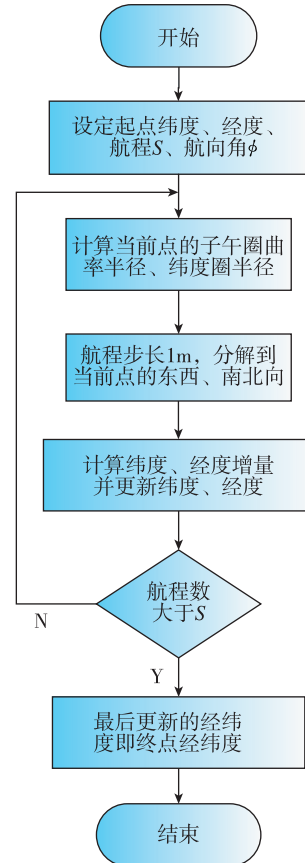 开始
设定起点纬度、经度、
航程S、航向角ϕ
计算当前点的子午圈曲
率半径、纬度圈半径
航程步长1m，分解到
当前点的东西、南北向
计算纬度、经度增量
并更新纬度、经度
航程数
大于S
N
Y
最后更新的经纬
度即终点经纬度
结束